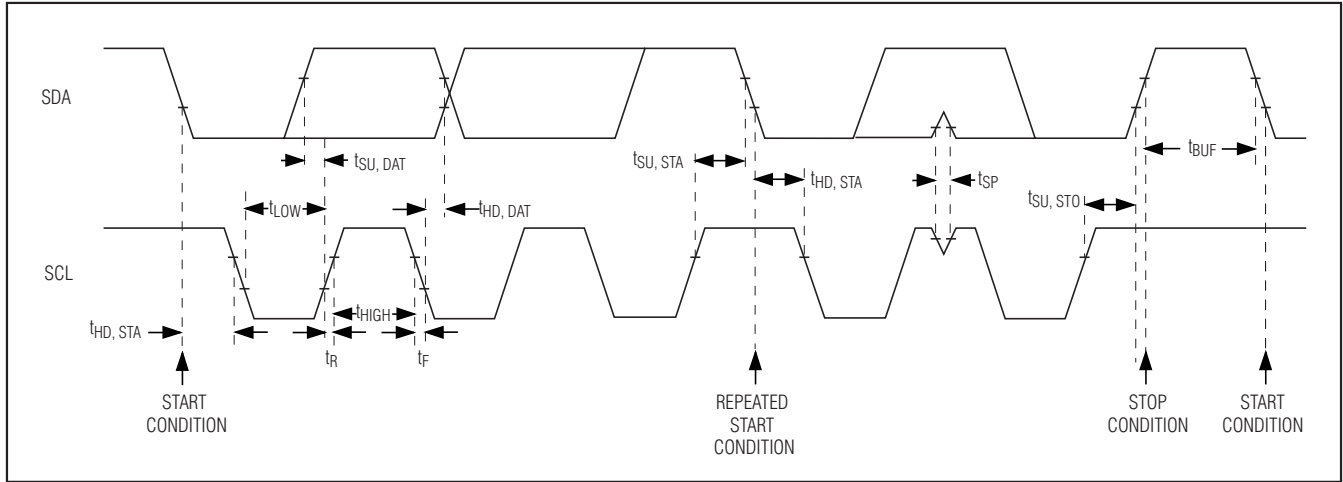 SDA
tSU, DAT
tSU, STA
tHD, STA
tSP
tBUF
tLOW
tHD, DAT
tSU, STO
SCL
tHIGH
tHD, STA
tR
tF
START
CONDITION
REPEATED
START
CONDITION
STOP
CONDITION
START
CONDITION